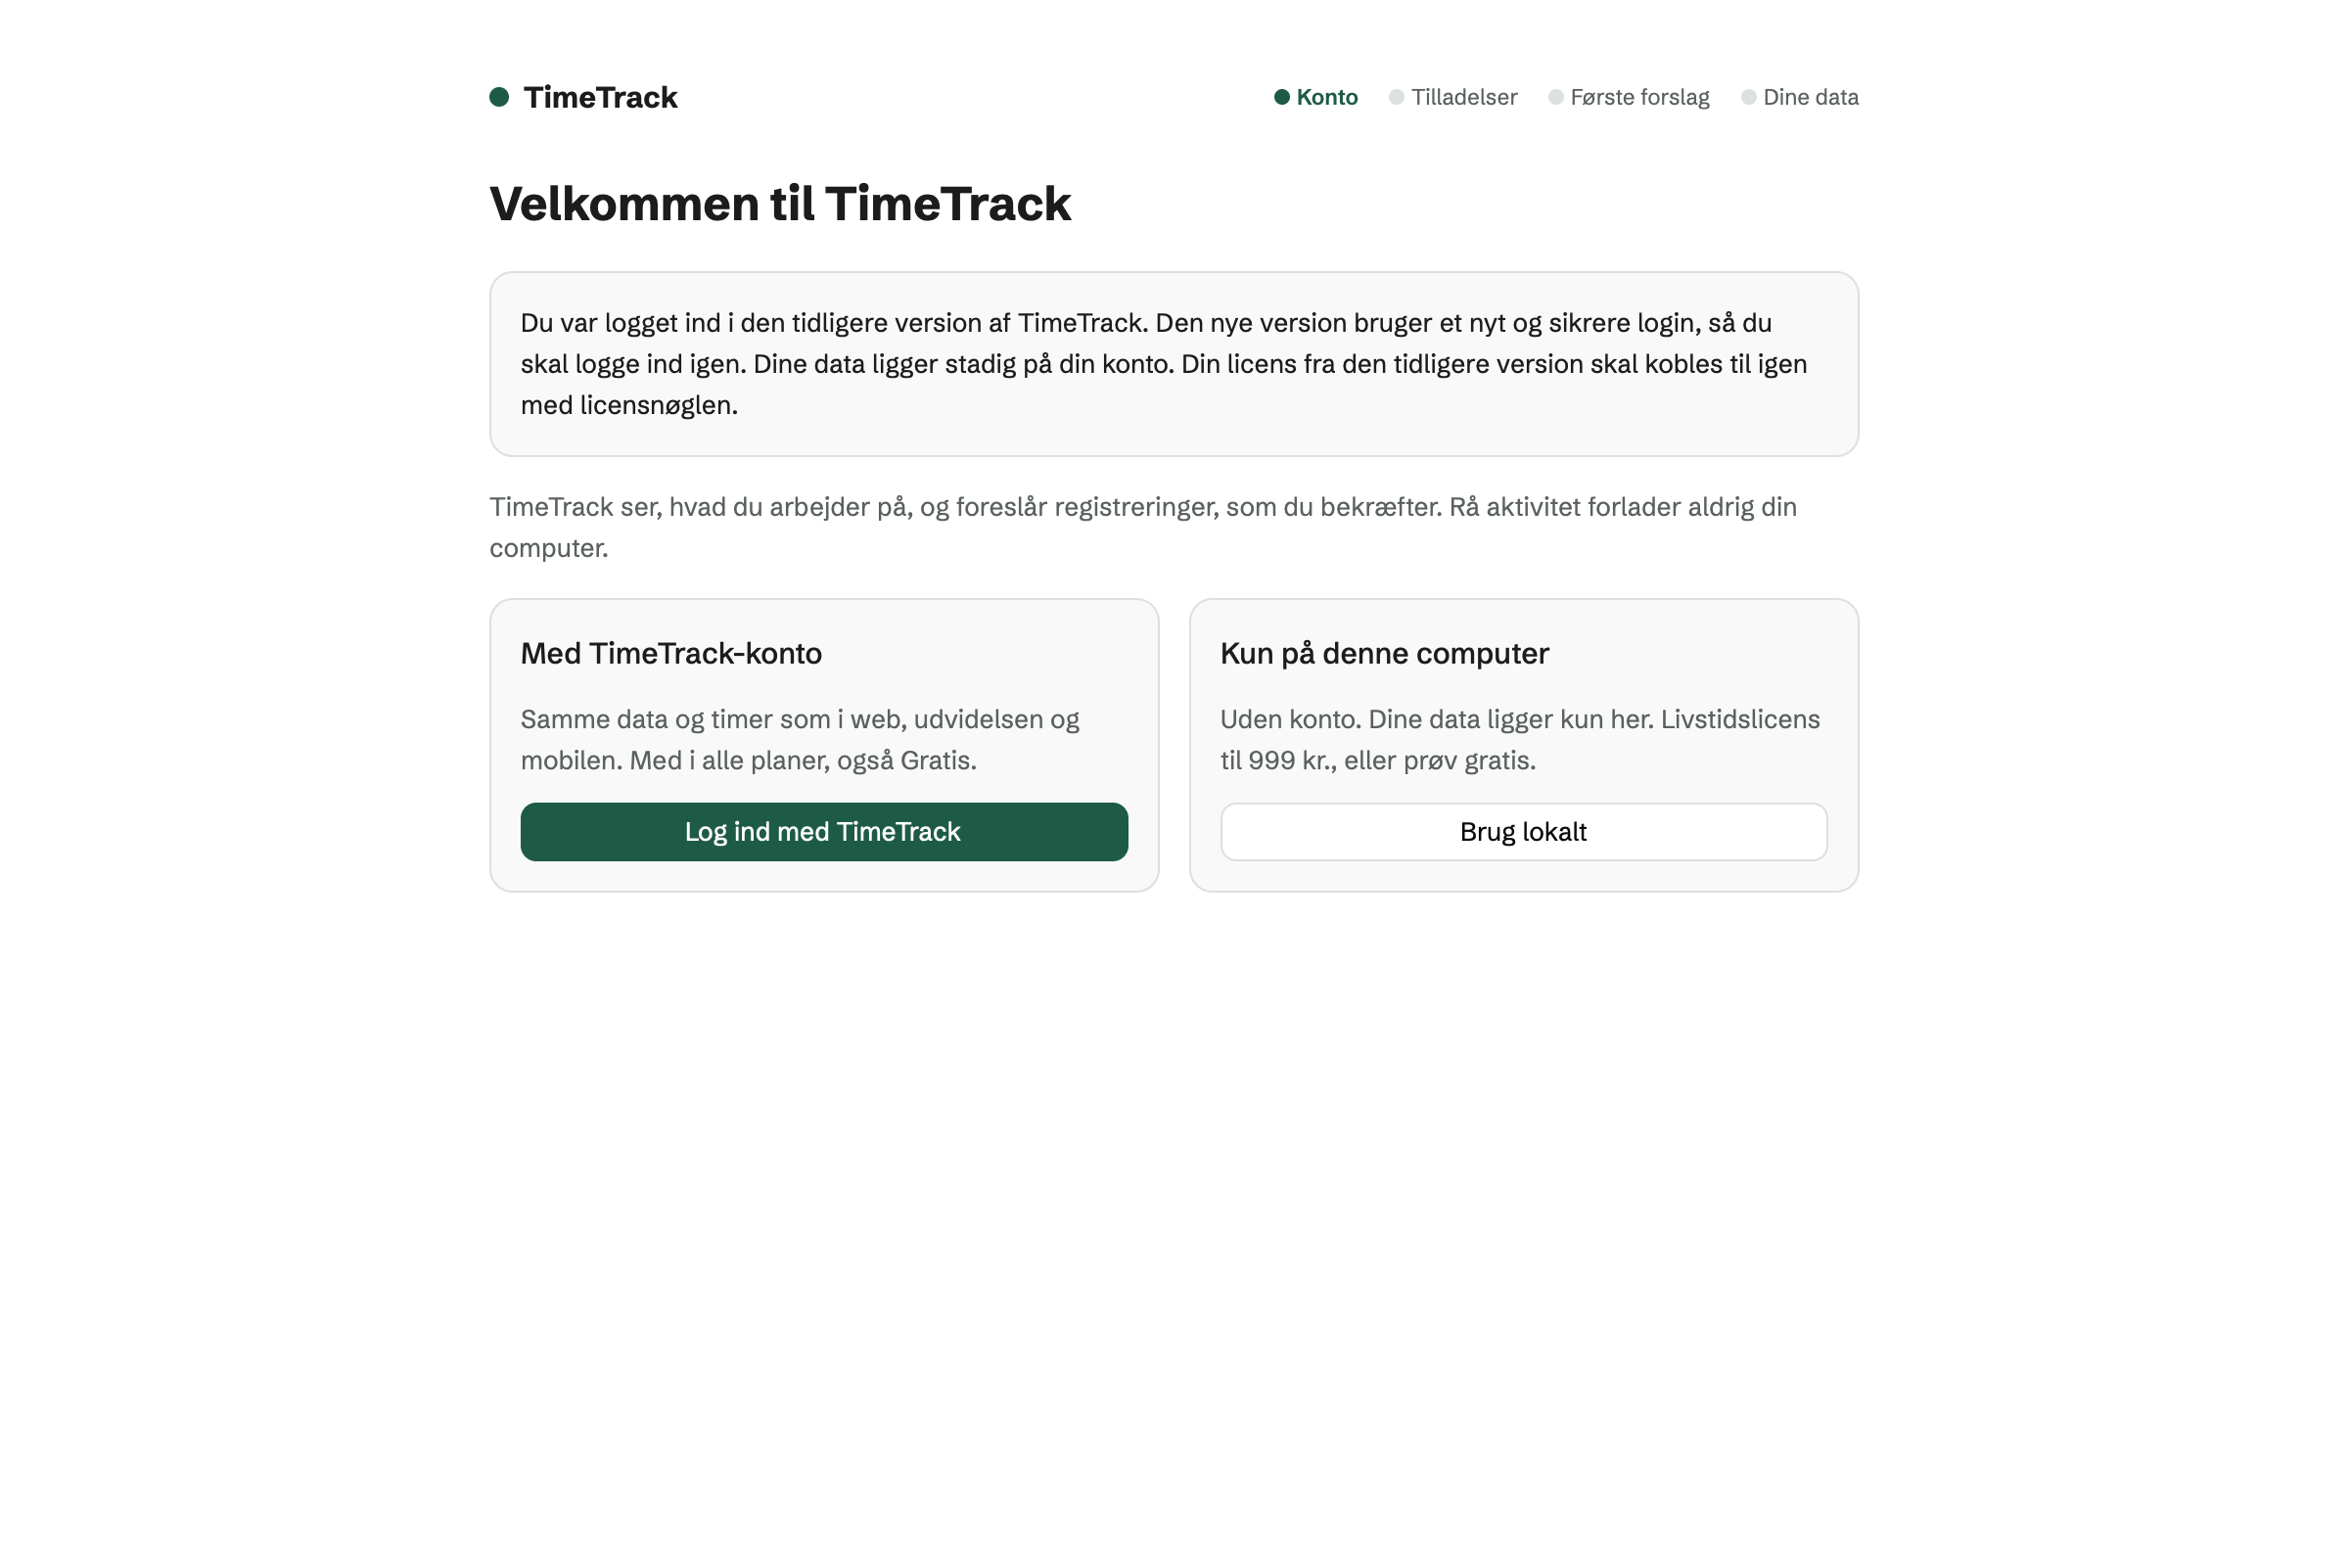 TimeTrack
Konto
Tilladelser
Første forslag
Dine data
Velkommen til TimeTrack
Du var logget ind i den tidligere version af TimeTrack. Den nye version bruger et nyt og sikrere login, så du
skal logge ind igen. Dine data ligger stadig på din konto. Din licens fra den tidligere version skal kobles til igen
med licensnøglen.
TimeTrack ser, hvad du arbejder på, og foreslår registreringer, som du bekræfter. Rå aktivitet forlader aldrig din
computer.
Med TimeTrack-konto
Samme data og timer som i web, udvidelsen og
mobilen. Med i alle planer, også Gratis.
Log ind med TimeTrack
Kun på denne computer
Uden konto. Dine data ligger kun her. Livstidslicens
til 999 kr., eller prøv gratis.
Brug lokalt